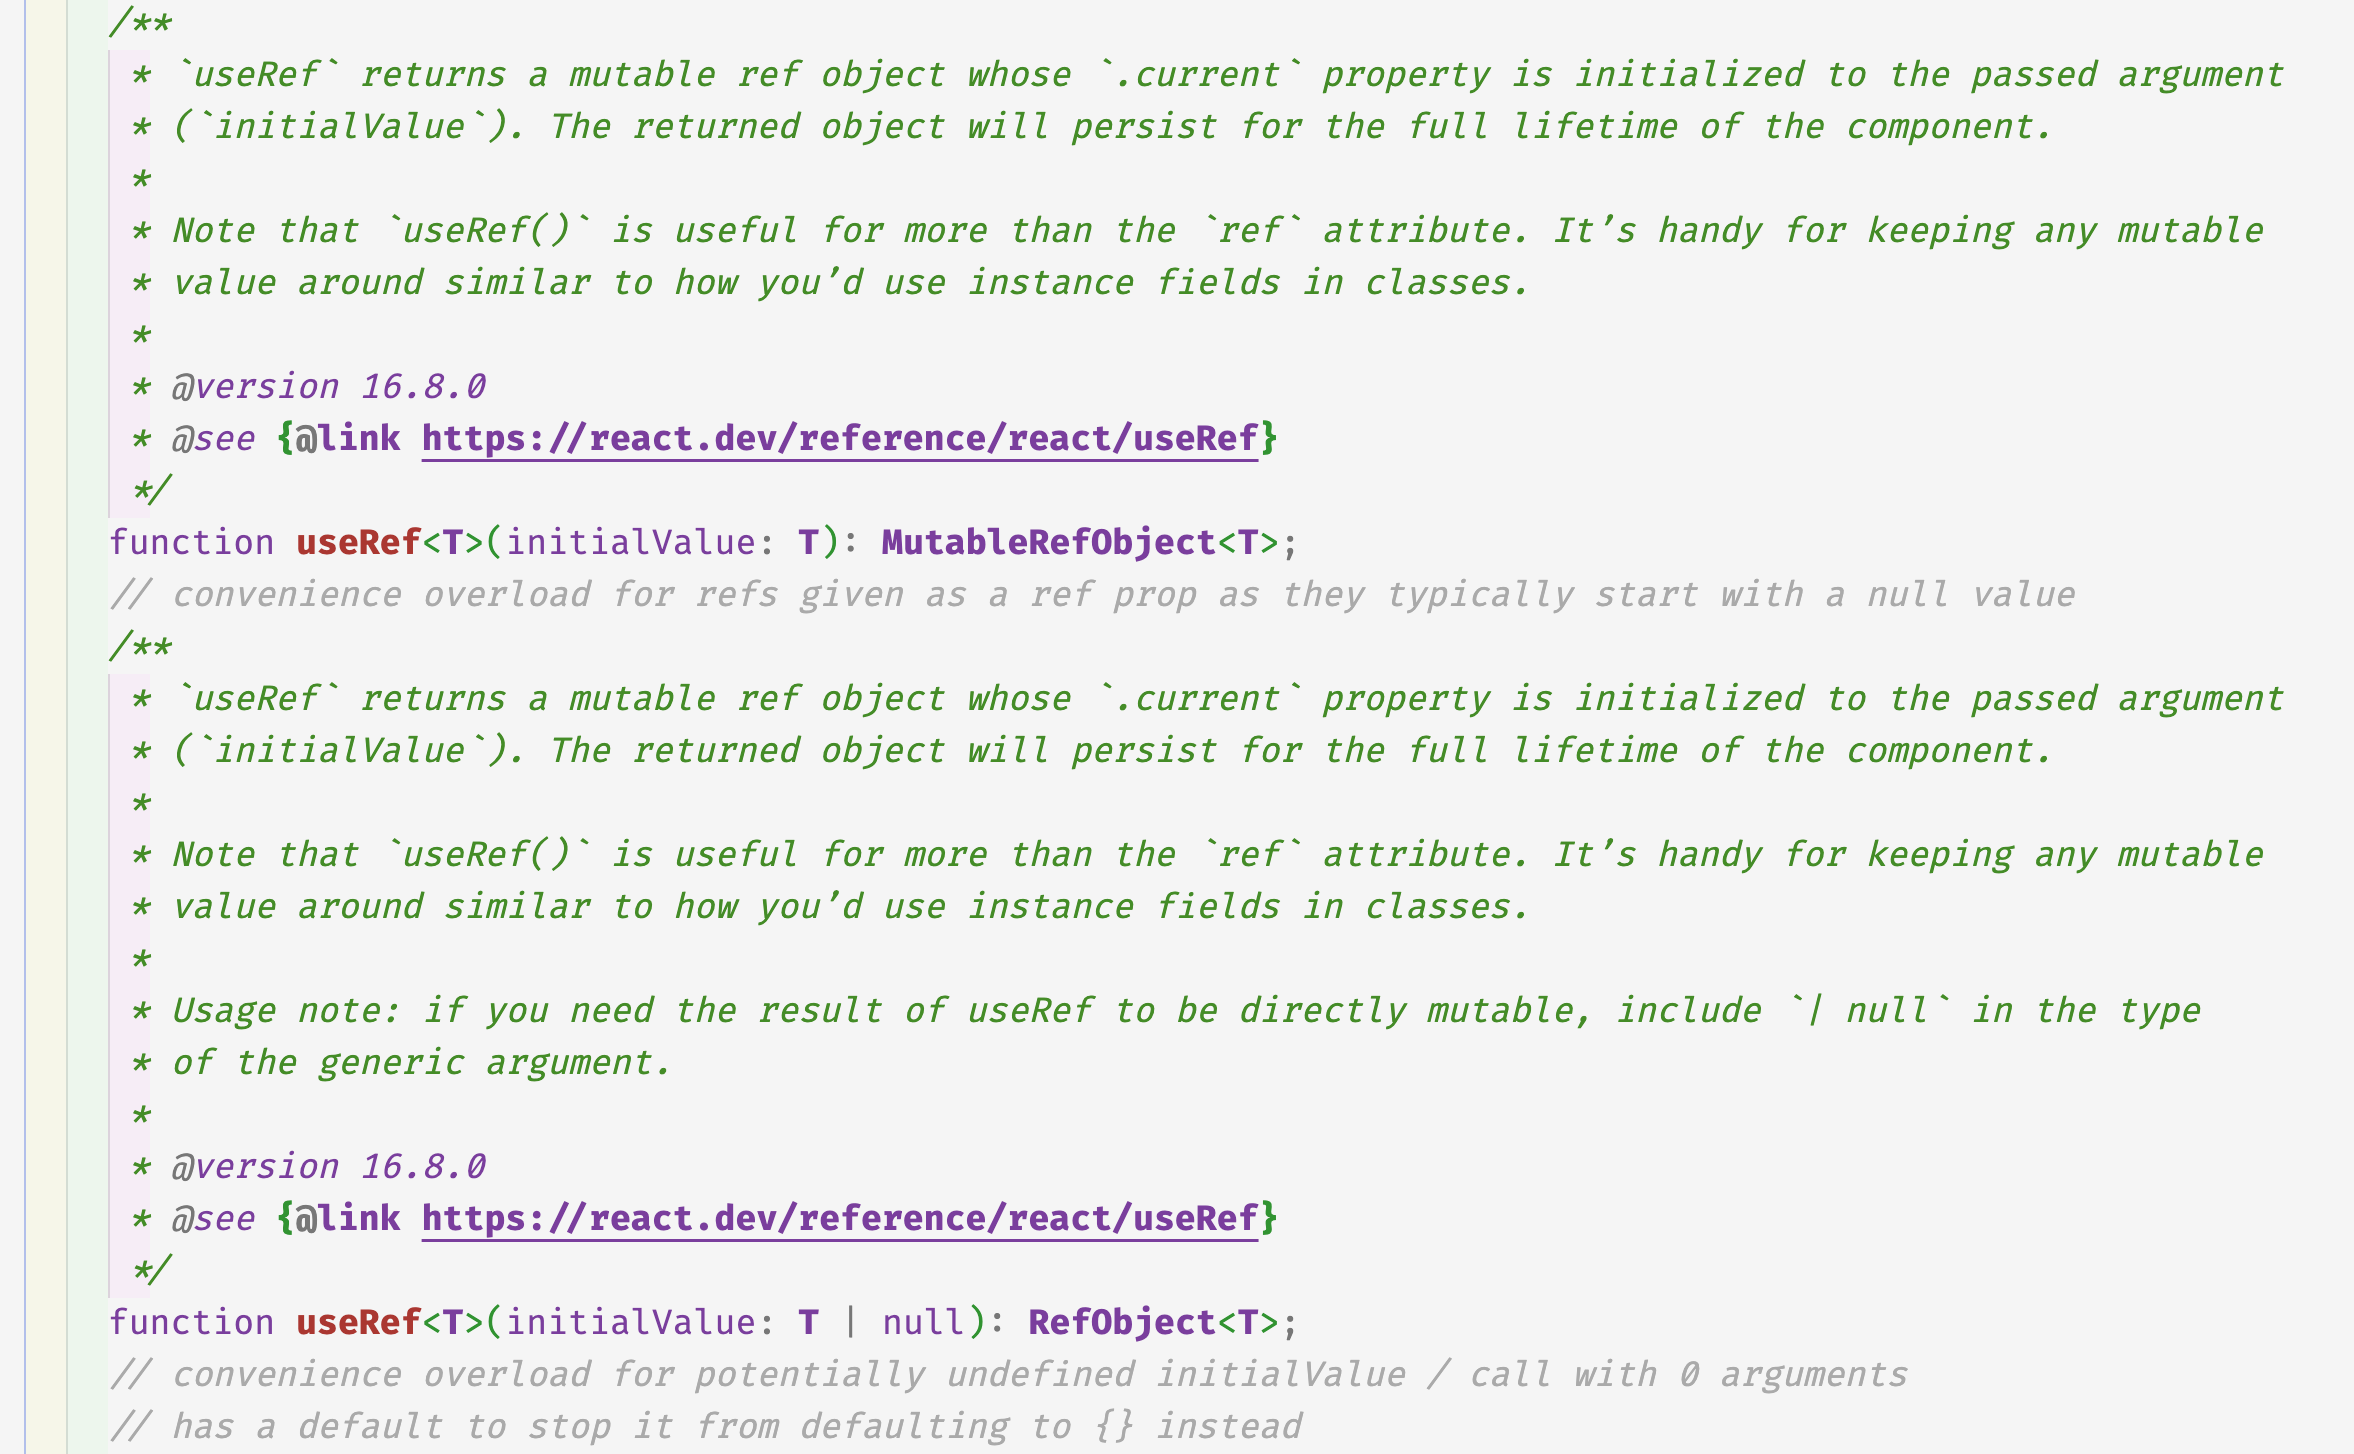 /**
 * `useRef` returns a mutable ref object whose `.current` property is initialized to the passed argument
 * (`initialValue`). The returned object will persist for the full lifetime of the component.
 *
 * Note that `useRef()` is useful for more than the `ref` attribute. It’s handy for keeping any mutable
 * value around similar to how you’d use instance fields in classes.
 *
 * @version 16.8.0
 * @see {@link https://react.dev/reference/react/useRef}
 */
function useRef<T>(initialValue: T): MutableRefObject<T>;
// convenience overload for refs given as a ref prop as they typically start with a null value
/**
 * `useRef` returns a mutable ref object whose `.current` property is initialized to the passed argument
 * (`initialValue`). The returned object will persist for the full lifetime of the component.
 *
 * Note that `useRef()` is useful for more than the `ref` attribute. It’s handy for keeping any mutable
 * value around similar to how you’d use instance fields in classes.
 *
 * Usage note: if you need the result of useRef to be directly mutable, include `| null` in the type
 * of the generic argument.
 *
 * @version 16.8.0
 * @see {@link https://react.dev/reference/react/useRef}
 */
function useRef<T>(initialValue: T | null): RefObject<T>;
// convenience overload for potentially undefined initialValue / call with 0 arguments
// has a default to stop it from defaulting to {} instead